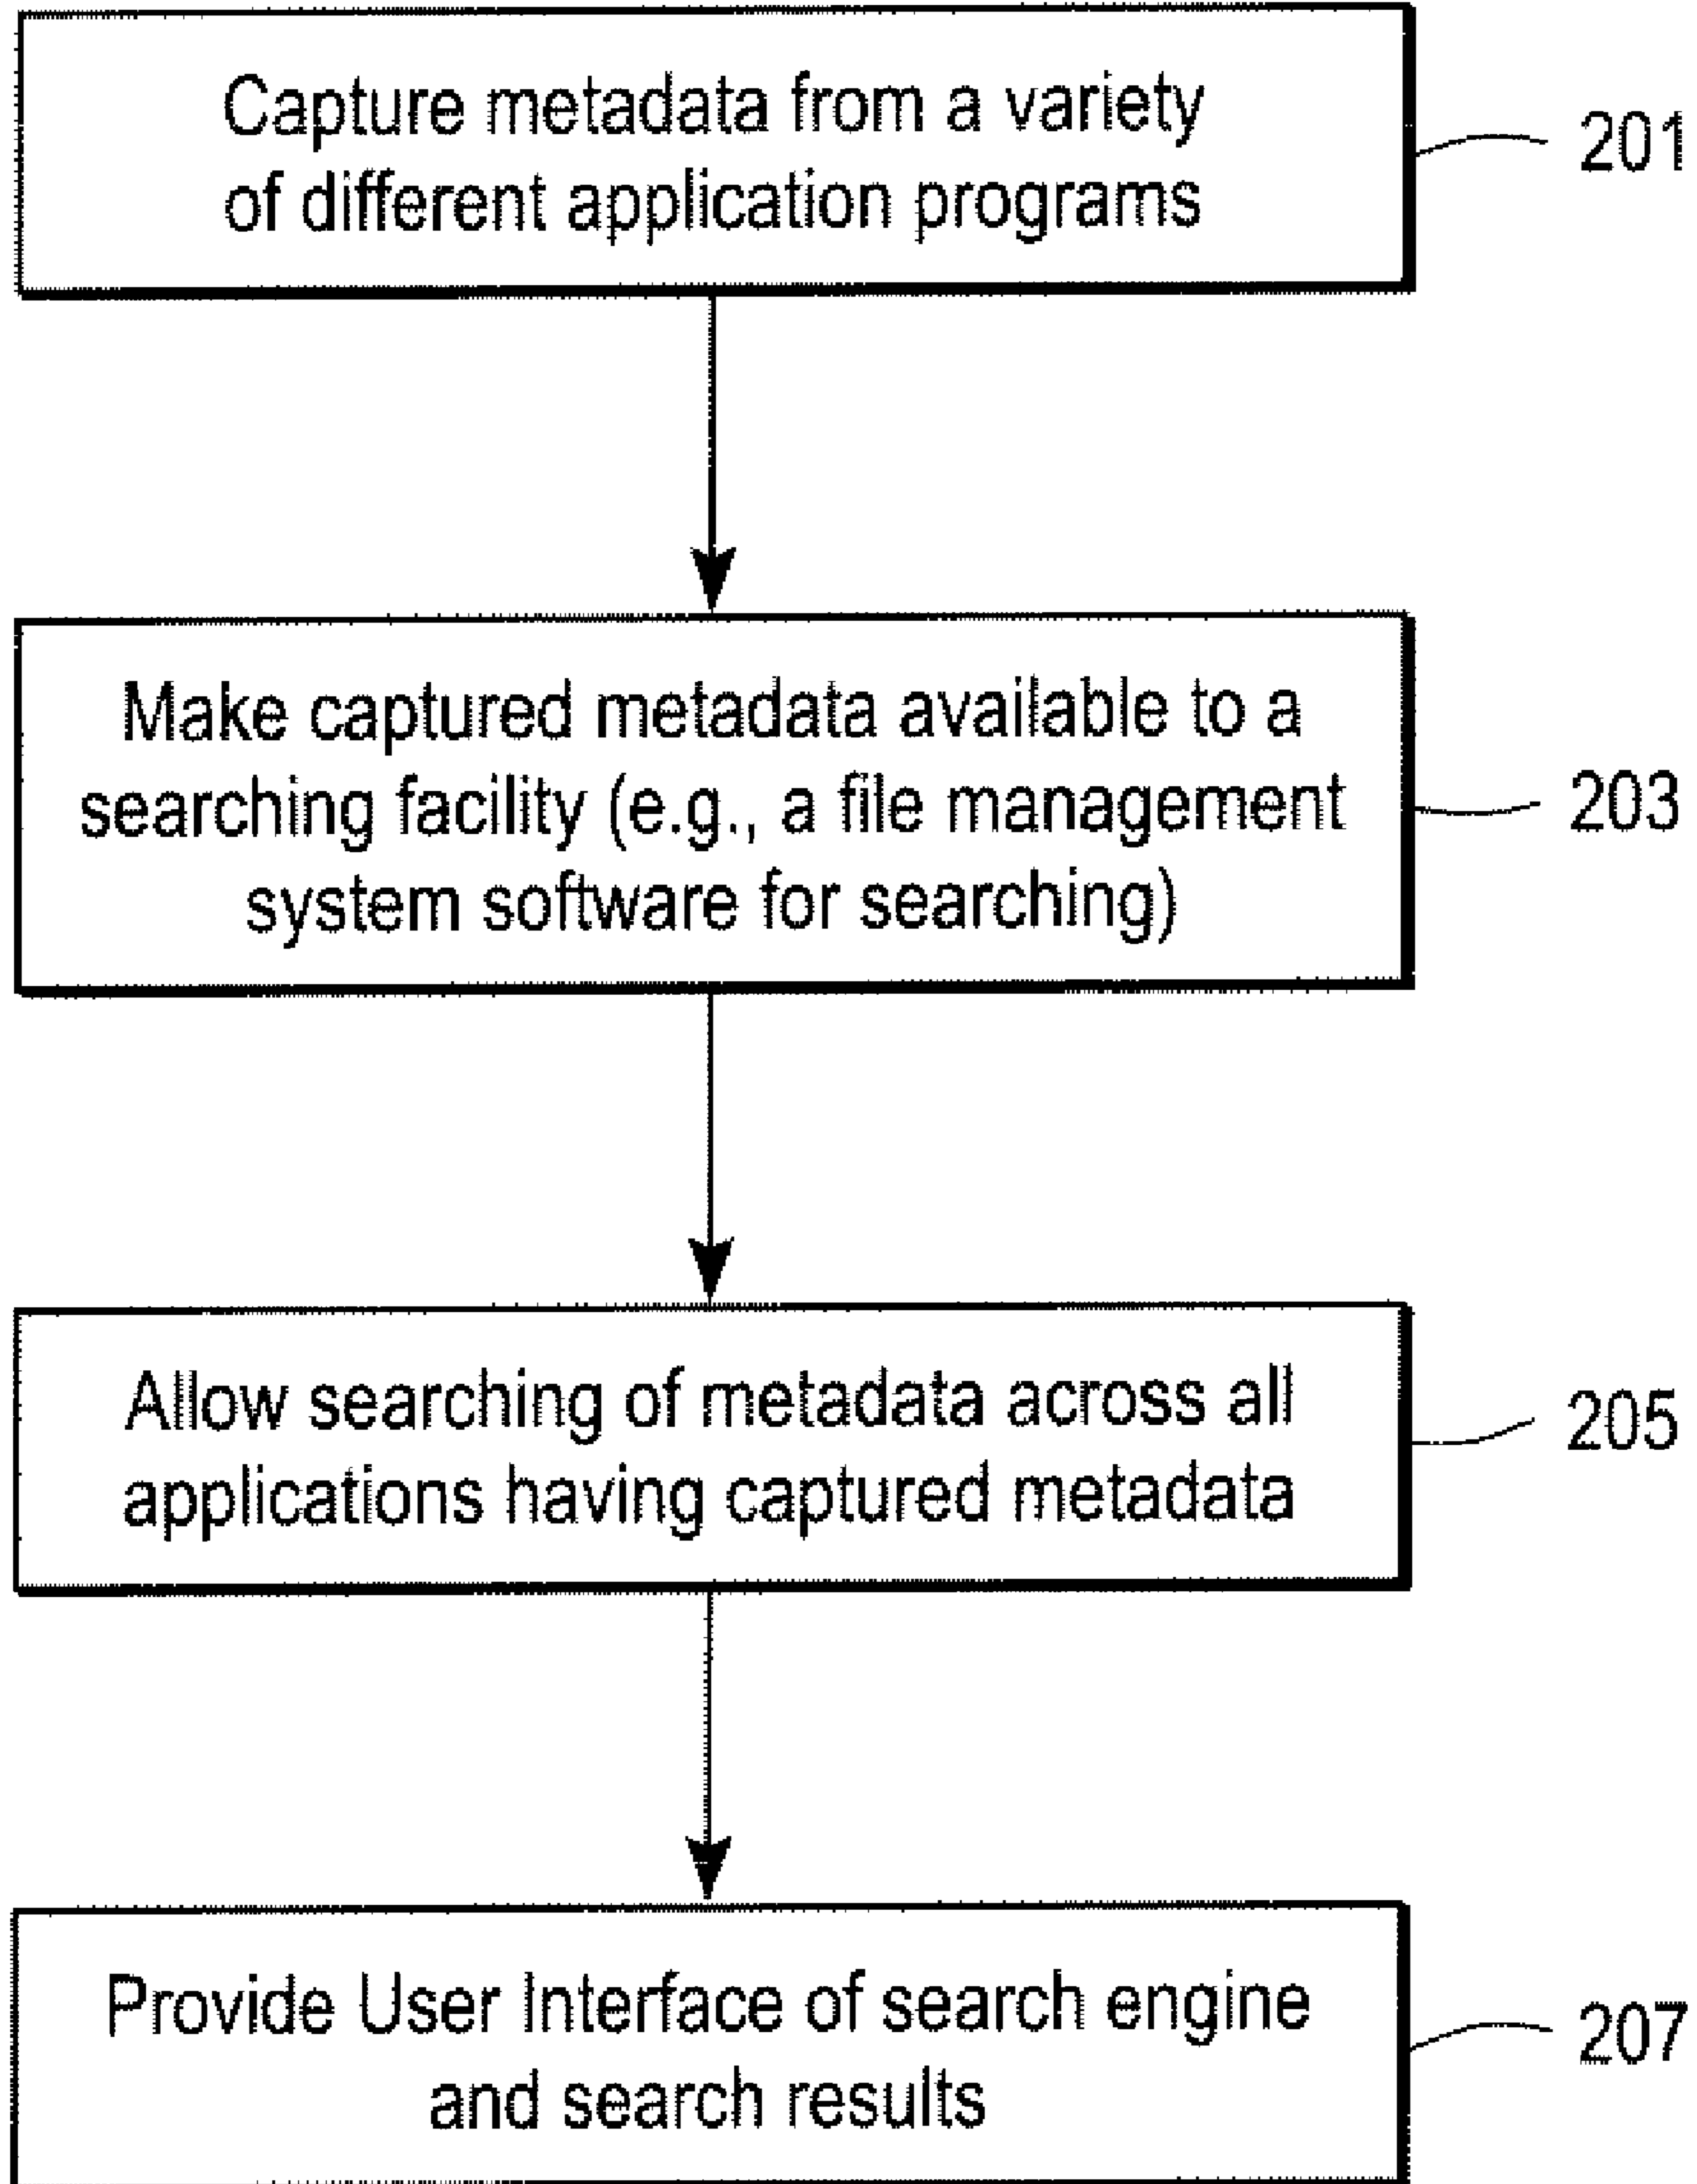 Capture metadata from a variety
of different application programs
201
Make captured metadata available to a
searching facility (e.g., a file management
system software for searching)
203
Allow searching of metadata across all
applications having captured metadata
205
Provide User Interface of search engine
and search results
207